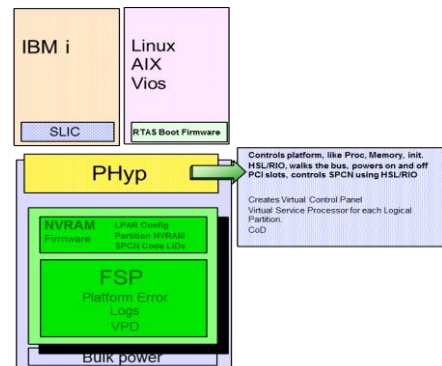 IBM i
SLIC
Linux
AIX
Vios
RTAS Boot Firmware
PHyp
Controls platform, like Proc, Memory, init.
HSL/RIO, walks the bus, powers on and off
PCI slots, controls SPCN using HSL/RIO
Creates Virtual Control Panel
Virtual Service Processor for each Logical
Partition.
CoD
NVRAM
Firmware
LPAR Config
Partition NVRAM
SPCN Code LIDs
FSP
Platform Error
Logs
VPD
Bulk power